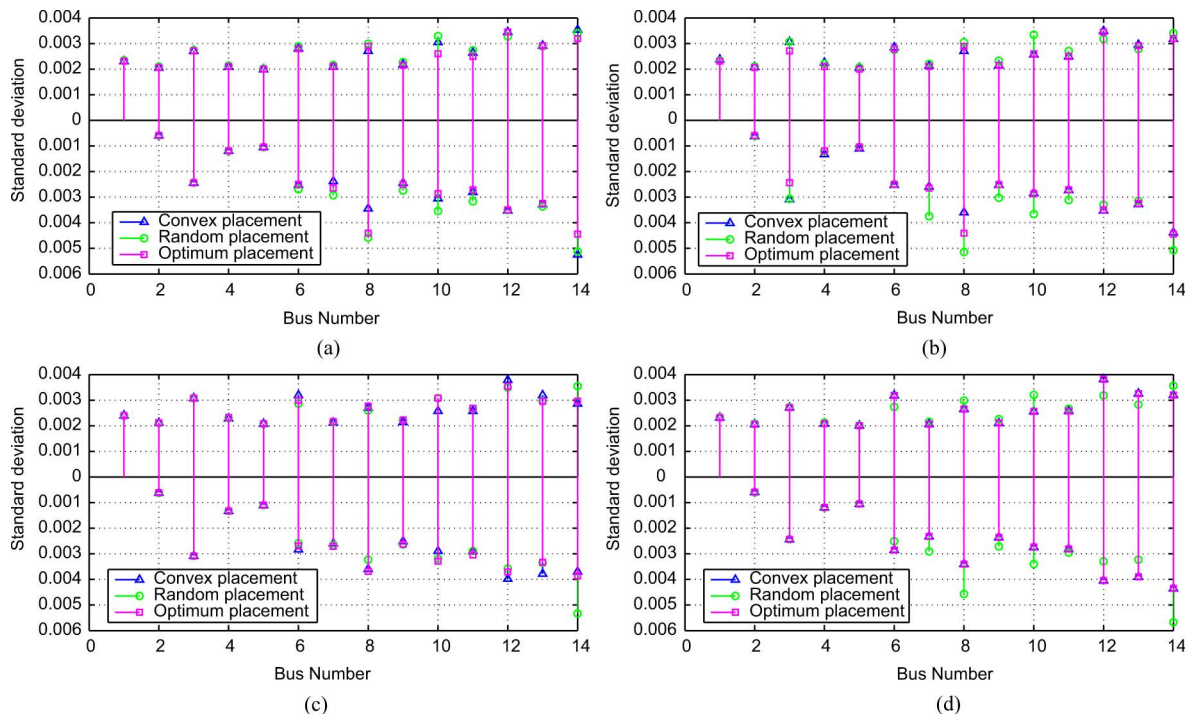 0.004
0.003
0.002
0.001
0
0.001
0.002
0.003
0.004
0.005
0.006
Standard deviation
Convex placement
Random placement
Optimum placement
0 2 4 6 8 10 12 14
Bus Number
(a)
0.004
0.003
0.002
0.001
0
0.001
0.002
0.003
0.004
0.005
0.006
Standard deviation
Convex placement
Random placement
Optimum placement
0 2 4 6 8 10 12 14
Bus Number
(b)
0.004
0.003
0.002
0.001
0
0.001
0.002
0.003
0.004
0.005
0.006
Standard deviation
Convex placement
Random placement
Optimum placement
0 2 4 6 8 10 12 14
Bus Number
(c)
0.004
0.003
0.002
0.001
0
0.001
0.002
0.003
0.004
0.005
0.006
Standard deviation
Convex placement
Random placement
Optimum placement
0 2 4 6 8 10 12 14
Bus Number
(d)